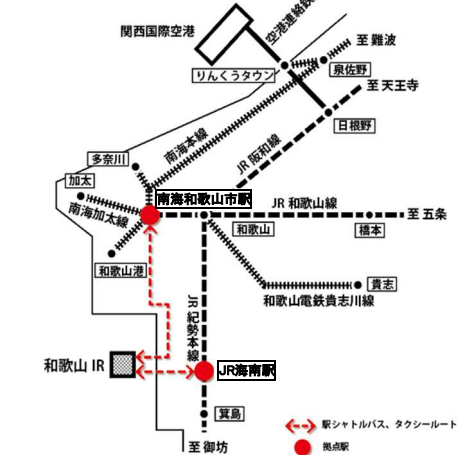 空港連絡鉄
関西国際空港
至 難波
りんくうタウン
泉佐野
至 天王寺
日根野
南海本線
JR 阪和線
多奈川
加太
南海和歌山市駅
南海加太線
JR 和歌山線
至 五条
和歌山
橋本
和歌山港
貴志
和歌山電鉄貴志川線
JR 紀勢本線
和歌山 IR
JR海南駅
箕島
駅シャトルバス、タクシールート
至 御坊
拠点駅